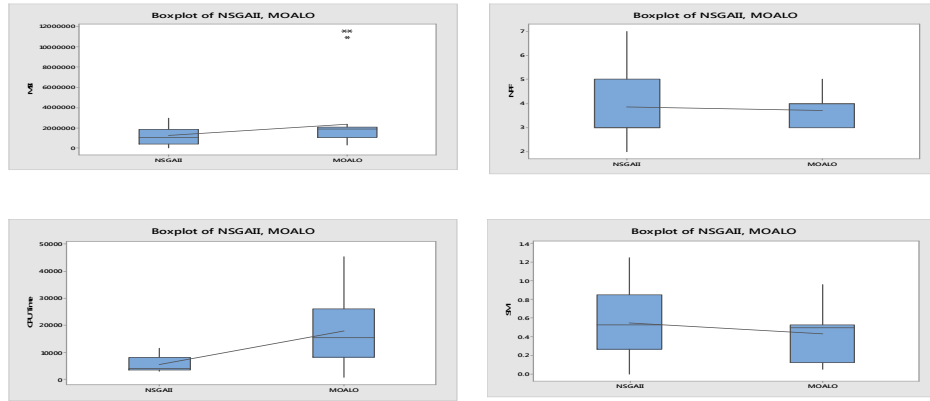 Boxplot of NSGAII, MOALO
12000000
10000000
8000000
6000000
4000000
2000000
0
MII
NSGAII
MOALO
Boxplot of NSGAII, MOALO
7
6
5
4
3
2
NPF
NSGAII
MOALO
Boxplot of NSGAII, MOALO
50000
40000
30000
20000
10000
0
CPU Time
NSGAII
MOALO
Boxplot of NSGAII, MOALO
1.4
1.2
1.0
0.8
0.6
0.4
0.2
0.0
SM
NSGAII
MOALO